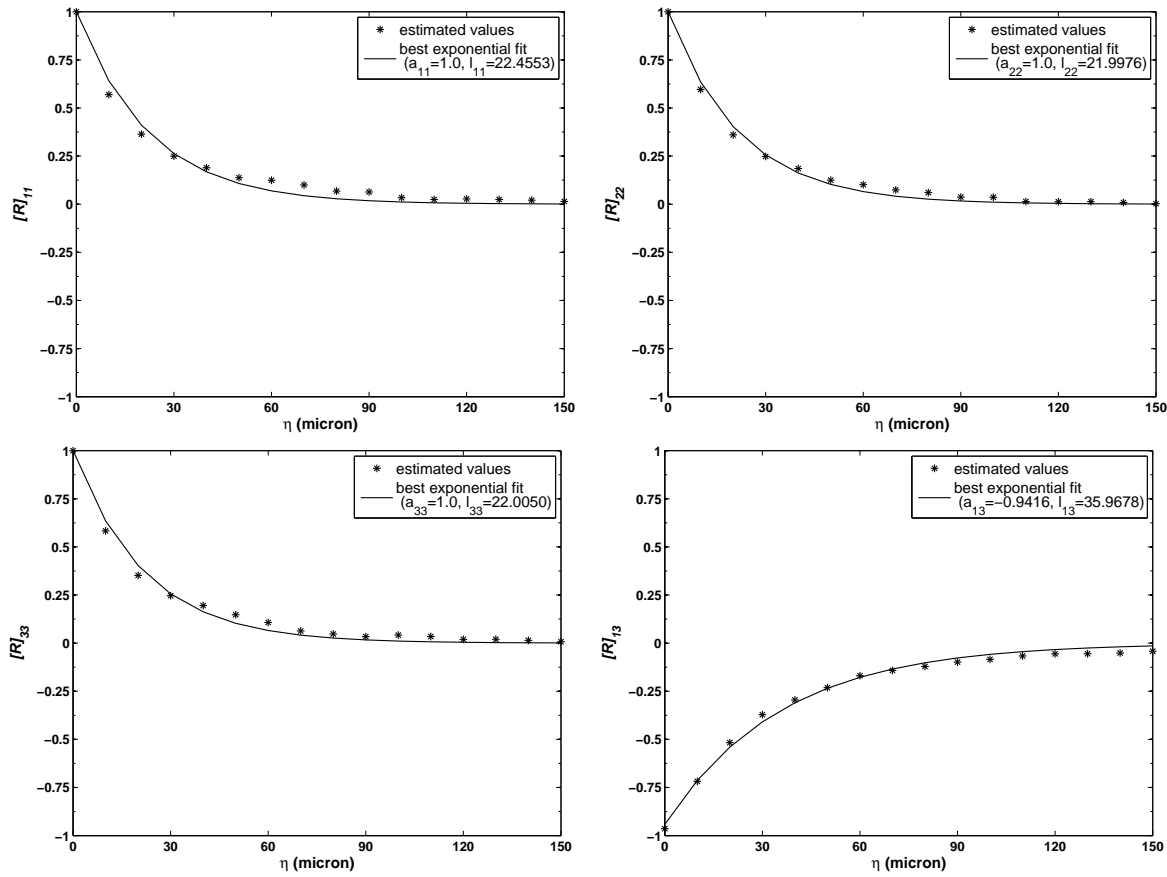 estimated values
best exponential fit
(a11=1.0, l11=22.4553)
1
0.75
0.5
0.25
0
−0.25
−0.5
−0.75
−1
[R]11
0 30 60 90 120 150
η (micron)
estimated values
best exponential fit
(a22=1.0, l22=21.9976)
1
0.75
0.5
0.25
0
−0.25
−0.5
−0.75
−1
[R]22
0 30 60 90 120 150
η (micron)
estimated values
best exponential fit
(a33=1.0, l33=22.0050)
1
0.75
0.5
0.25
0
−0.25
−0.5
−0.75
−1
[R]33
0 30 60 90 120 150
η (micron)
estimated values
best exponential fit
(a13=−0.9416, l13=35.9678)
1
0.75
0.5
0.25
0
−0.25
−0.5
−0.75
−1
[R]13
0 30 60 90 120 150
η (micron)